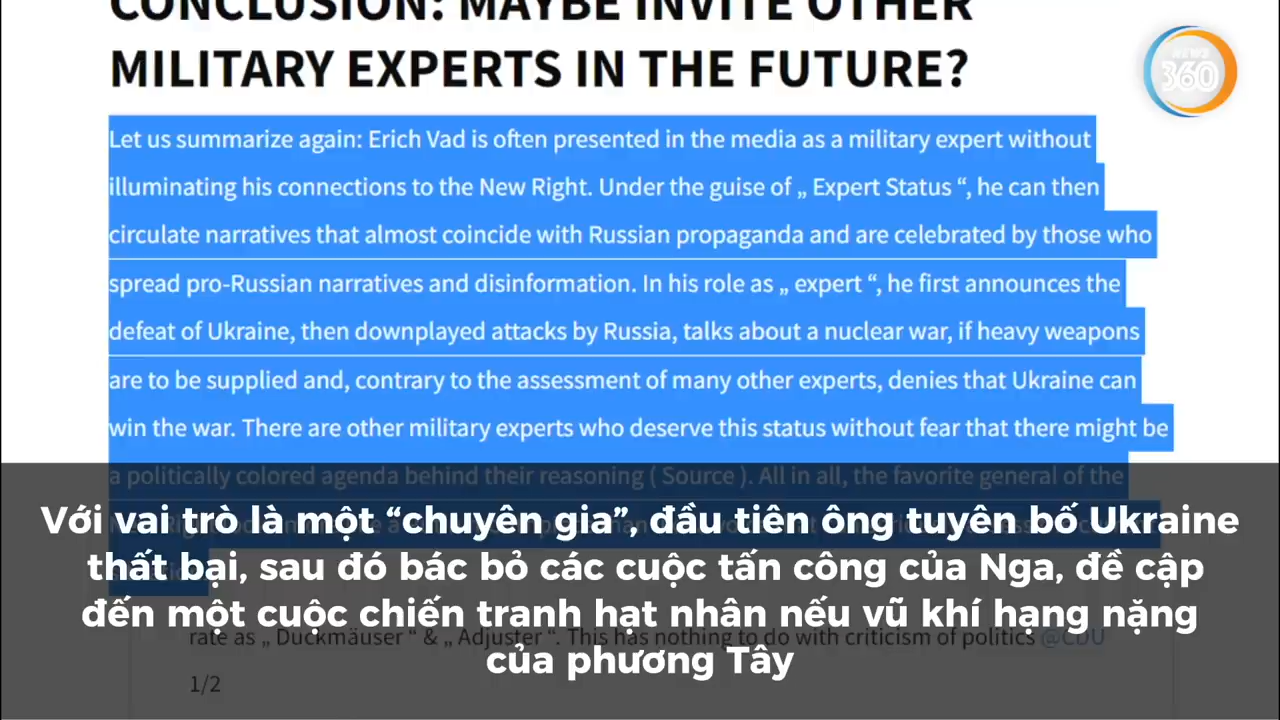 CONCLUSION: MAYBE INVITE OTHER
MILITARY EXPERTS IN THE FUTURE?
NEWS
360
Let us summarize again: Erich Vad is often presented in the media as a military expert without
illuminating his connections to the New Right. Under the guise of „ Expert Status “, he can then
circulate narratives that almost coincide with Russian propaganda and are celebrated by those who
spread pro-Russian narratives and disinformation. In his role as „ expert “, he first announces the
defeat of Ukraine, then downplayed attacks by Russia, talks about a nuclear war, if heavy weapons
are to be supplied and, contrary to the assessment of many other experts, denies that Ukraine can
win the war. There are other military experts who deserve this status without fear that there might be
a politically colored agenda behind their reasoning ( Source ). All in all, the favorite general of the
Với vai trò là một “chuyên gia”, đầu tiên ông tuyên bố Ukraine
thất bại, sau đó bác bỏ các cuộc tấn công của Nga, đề cập
đến một cuộc chiến tranh hạt nhân nếu vũ khí hạng nặng
của phương Tây
rate as „ Duckmäuser “ & „ Adjuster “. This has nothing to do with criticism of politics @CDU
1/2